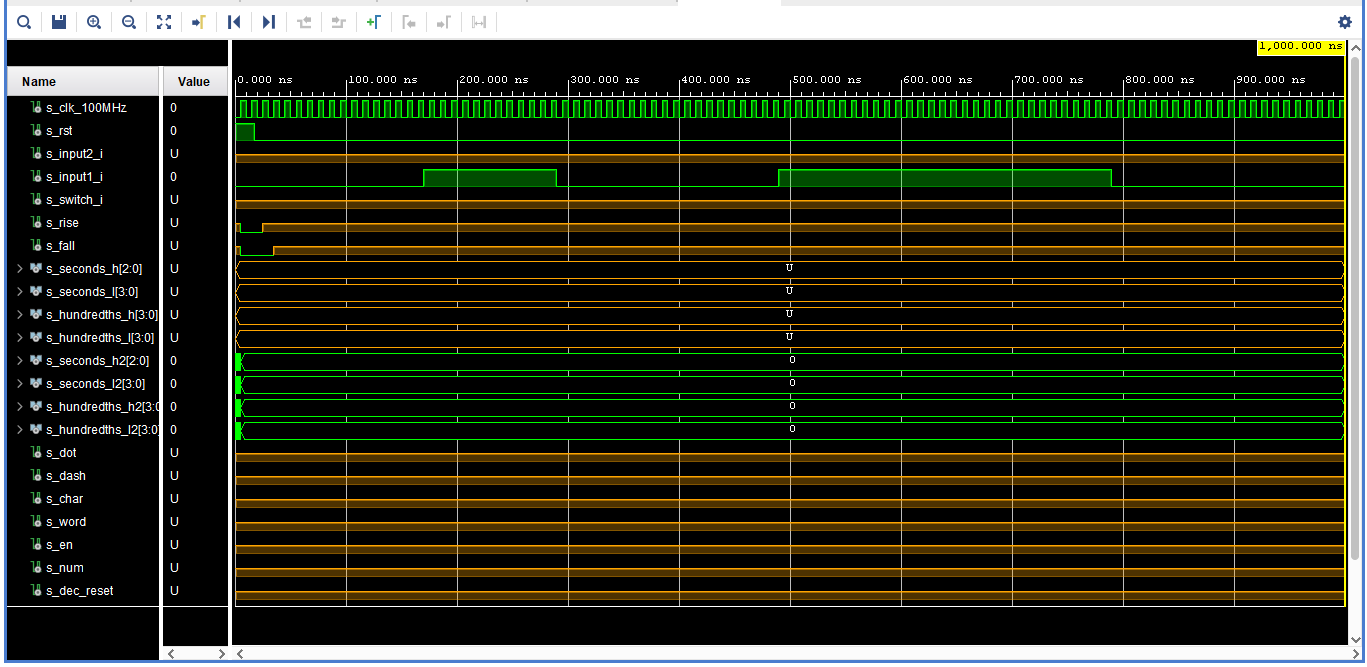 1,000.000 ns
Name Value 0.000 ns 100.000 ns 200.000 ns 300.000 ns 400.000 ns 500.000 ns 600.000 ns 700.000 ns 800.000 ns 900.000 ns
s_clk_100MHz 0
s_rst 0
s_input2_i U
s_input1_i 0
s_switch_i U
s_rise U
s_fall U
s_seconds_h[2:0] U U
s_seconds_l[3:0] U U
s_hundredths_h[3:0] U U
s_hundredths_l[3:0] U U
s_seconds_h2[2:0] 0 0
s_seconds_l2[3:0] 0 0
s_hundredths_h2[3:0 0 0
s_hundredths_l2[3:0] 0 0
s_dot U
s_dash U
s_char U
s_word U
s_en U
s_num U
s_dec_reset U